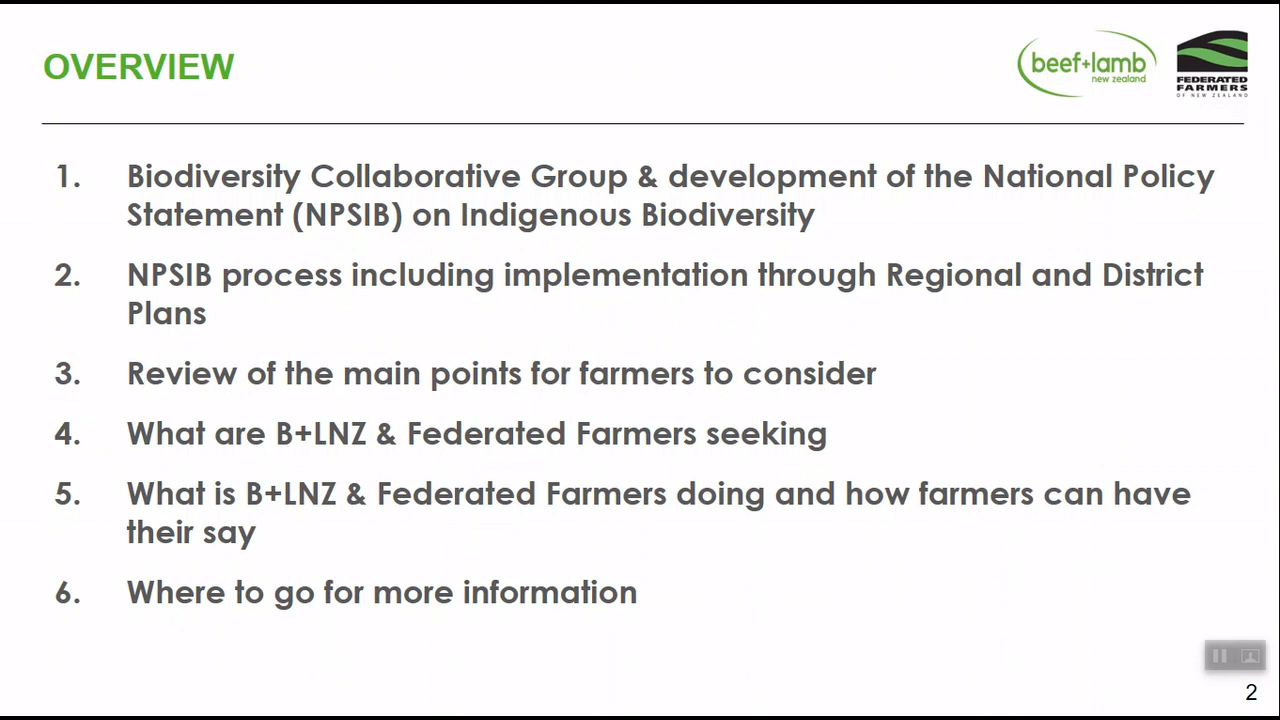 OVERVIEW
beef+lamb
new zealand
FEDERATED
FARMERS
OF NEW ZEALAND
1. Biodiversity Collaborative Group & development of the National Policy
Statement (NPSIB) on Indigenous Biodiversity
2. NPSIB process including implementation through Regional and District
Plans
3. Review of the main points for farmers to consider
4. What are B+LNZ & Federated Farmers seeking
5. What is B+LNZ & Federated Farmers doing and how farmers can have
their say
6. Where to go for more information
2